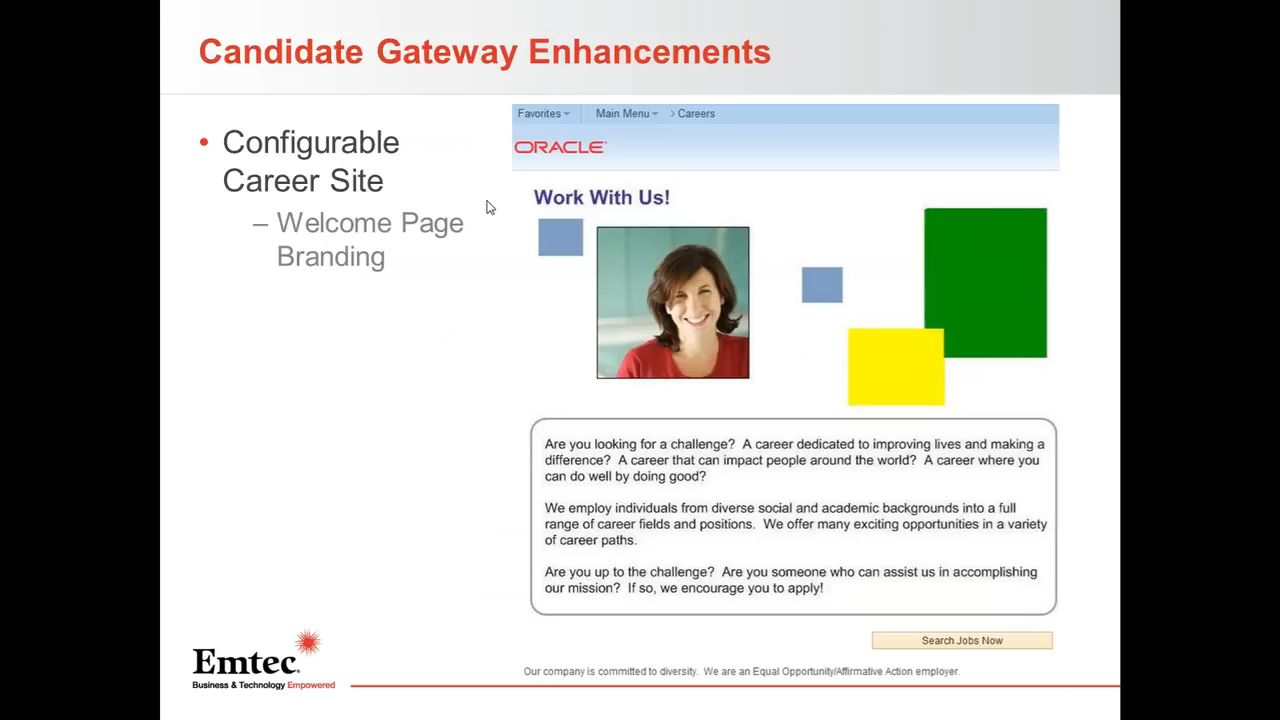 Candidate Gateway Enhancements
• Configurable
Career Site
– Welcome Page
Branding
Favorites
Main Menu
> Careers
ORACLE
Work With Us!
Are you looking for a challenge? A career dedicated to improving lives and making a
difference? A career that can impact people around the world? A career where you
can do well by doing good?
We employ individuals from diverse social and academic backgrounds into a full
range of career fields and positions. We offer many exciting opportunities in a variety
of career paths.
Are you up to the challenge? Are you someone who can assist us in accomplishing
our mission? If so, we encourage you to apply!
Search Jobs Now
Our company is committed to diversity. We are an Equal Opportunity/Affirmative Action employer.
Emtec
Business & Technology Empowered